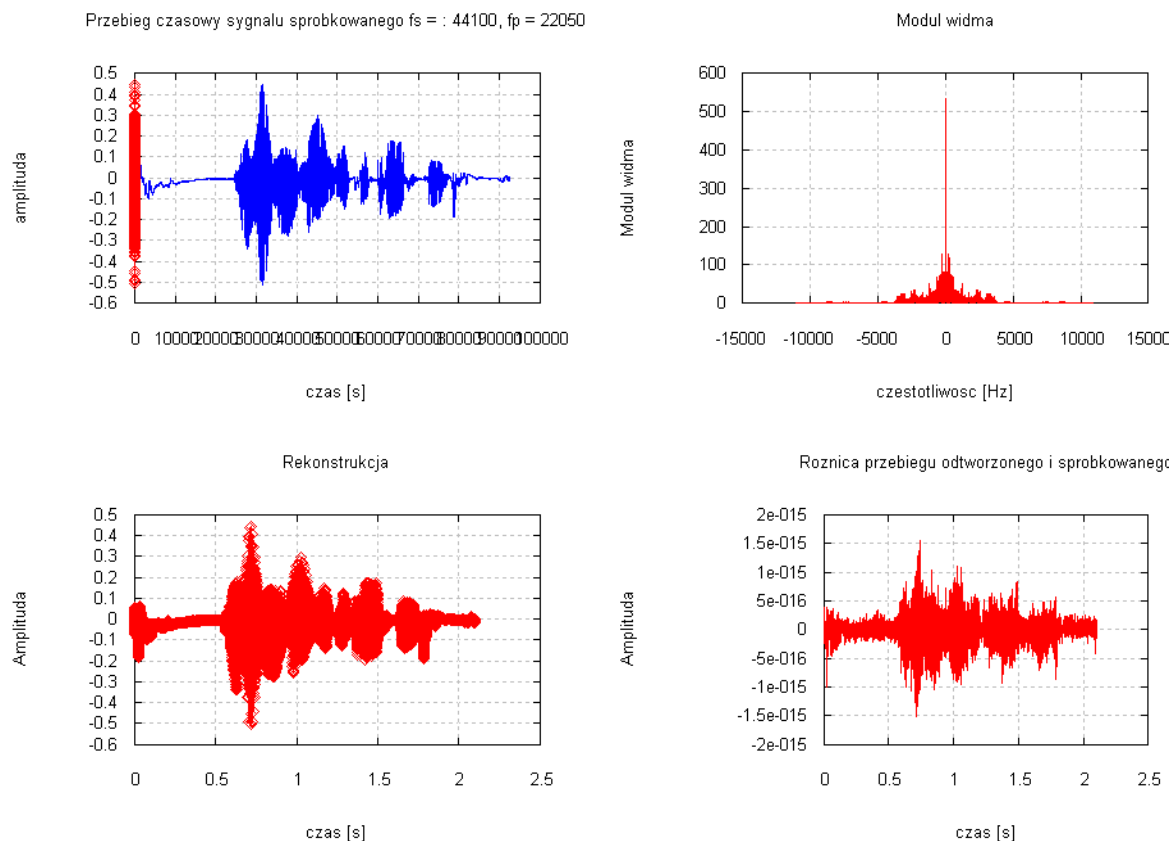 Przebieg czasowy sygnalu sprobkowanego fs = : 44100, fp = 22050
amplituda
0.5
0.4
0.3
0.2
0.1
0
-0.1
-0.2
-0.3
-0.4
-0.5
-0.6
0 10000 20000 30000 40000 50000 60000 70000 80000 90000 100000
czas [s]
Modul widma
Modul widma
600
500
400
300
200
100
0
-15000 -10000 -5000 0 5000 10000 15000
czestotliwosc [Hz]
Rekonstrukcja
Amplituda
0.5
0.4
0.3
0.2
0.1
0
-0.1
-0.2
-0.3
-0.4
-0.5
-0.6
0 0.5 1 1.5 2 2.5
czas [s]
Roznica przebiegu odtworzonego i sprobkowanego
Amplituda
2e-015
1.5e-015
1e-015
5e-016
0
-5e-016
-1e-015
-1.5e-015
-2e-015
0 0.5 1 1.5 2 2.5
czas [s]